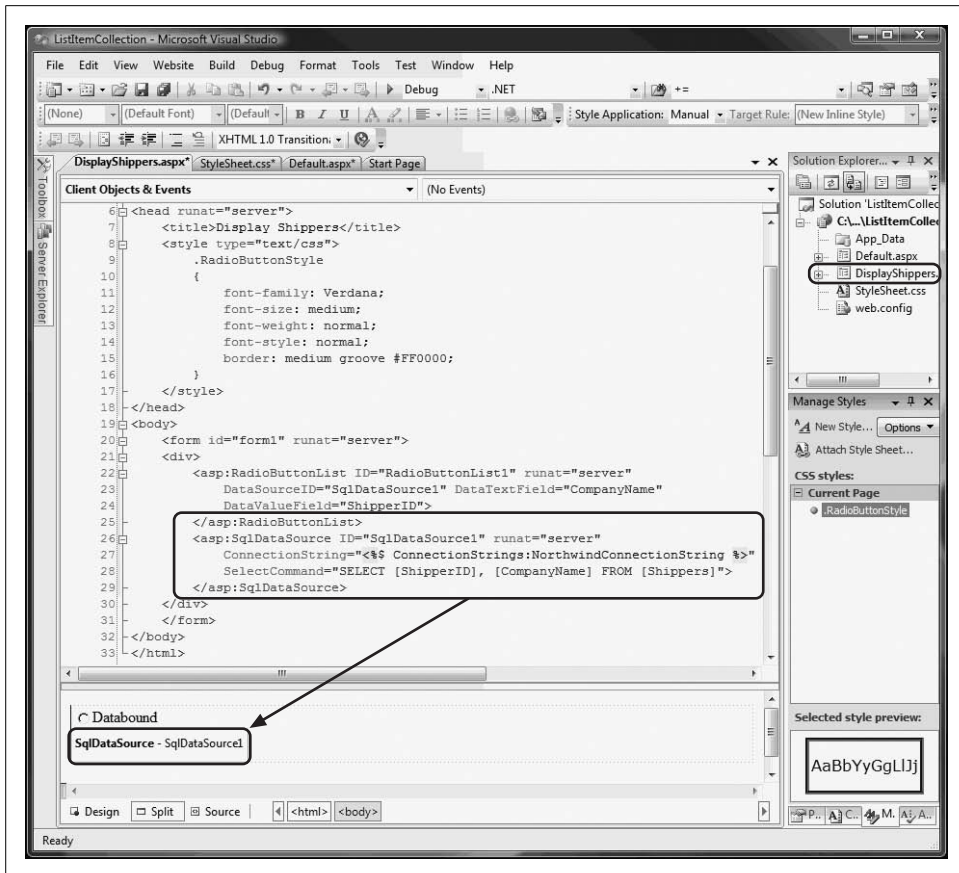 ListItemCollection - Microsoft Visual Studio
File Edit View Website Build Debug Format Tools Test Window Help
Debug .NET +=
(None) (Default Font) (Default B I U A Style Application: Manual Target Rule: (New Inline Style)
XHTML 1.0 Transition.
DisplayShippers.aspx* StyleSheet.css* Default.aspx* Start Page
Toolbox
Server Explorer
Client Objects & Events (No Events)
6 <head runat="server">
7 <title>Display Shippers</title>
8 <style type="text/css">
9 .RadioButtonStyle
10 {
11 font-family: Verdana;
12 font-size: medium;
13 font-weight: normal;
14 font-style: normal;
15 border: medium groove #FF0000;
16 }
17 </style>
18 </head>
19 <body>
20 <form id="form1" runat="server">
21 <div>
22 <asp:RadioButtonList ID="RadioButtonList1" runat="server"
23 DataSourceID="SqlDataSource1" DataTextField="CompanyName"
24 DataValueField="ShipperID">
25 </asp:RadioButtonList>
26 <asp:SqlDataSource ID="SqlDataSource1" runat="server"
27 ConnectionString="<%$ ConnectionStrings:NorthwindConnectionString %>"
28 SelectCommand="SELECT [ShipperID], [CompanyName] FROM [Shippers]">
29 </asp:SqlDataSource>
30 </div>
31 </form>
32 </body>
33 </html>
Databound
SqlDataSource - SqlDataSource1
Design Split Source <html> <body>
Ready
Solution Explorer...
Solution 'ListItemCollec
C:\...\ListItemCollec
App_Data
Default.aspx
DisplayShippers.
StyleSheet.css
web.config
Manage Styles
New Style... Options
Attach Style Sheet...
CSS styles:
Current Page
.RadioButtonStyle
Selected style preview:
AaBbYyGgLlJj
P.. C... M. A..